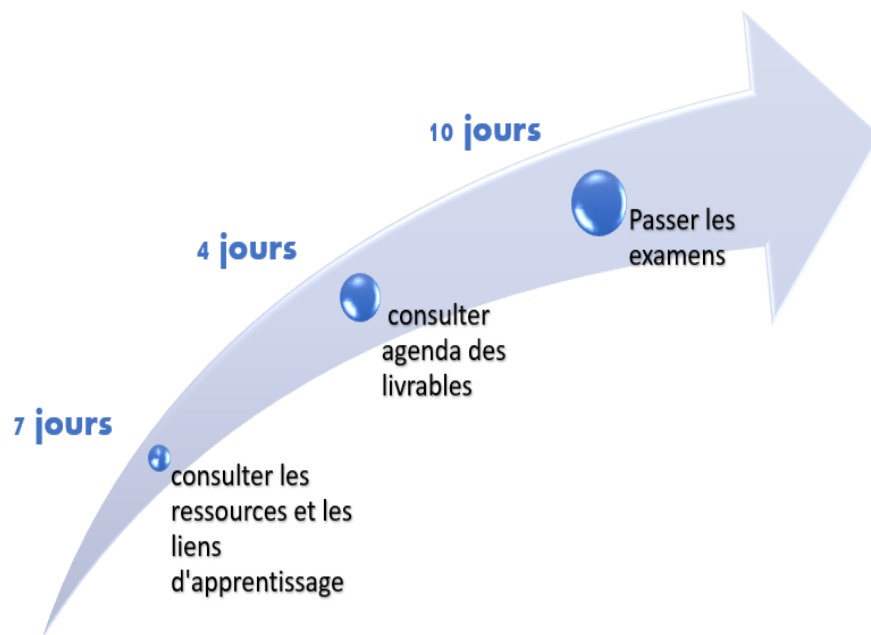 10 jours
Passer les
examens
4 jours
consulter
agenda des
livrables
7 jours
consulter les
ressources et les
liens
d'apprentissage